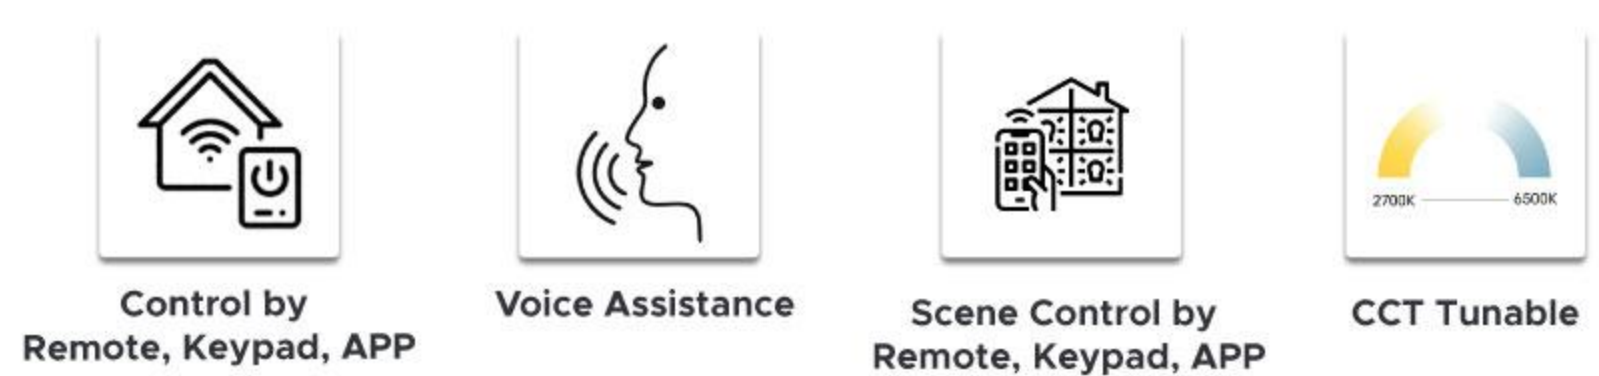 2700K
6500K
Control by
Remote, Keypad, APP
Voice Assistance
Scene Control by
Remote, Keypad, APP
CCT Tunable